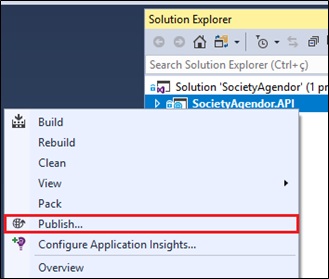 Solution Explorer
Search Solution Explorer (Ctrl+ç)
Solution 'SocietyAgendor' (1 pr
SocietyAgendor.API
Build
Rebuild
Clean
View
Pack
Publish...
Configure Application Insights...
Overview